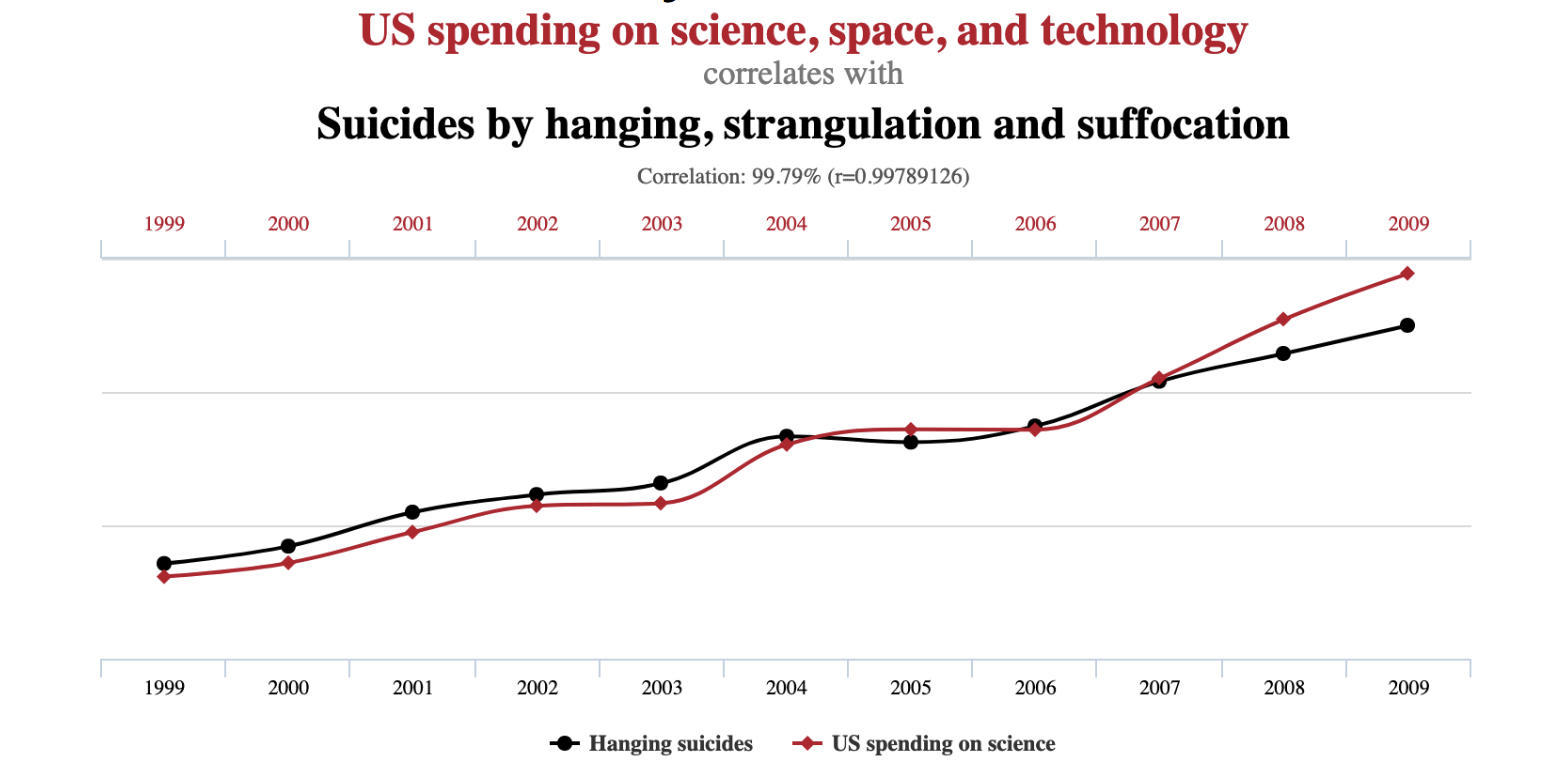 US spending on science, space, and technology
correlates with
Suicides by hanging, strangulation and suffocation
Correlation: 99.79% (r=0.99789126)
1999 2000 2001 2002 2003 2004 2005 2006 2007 2008 2009
1999 2000 2001 2002 2003 2004 2005 2006 2007 2008 2009
Hanging suicides US spending on science